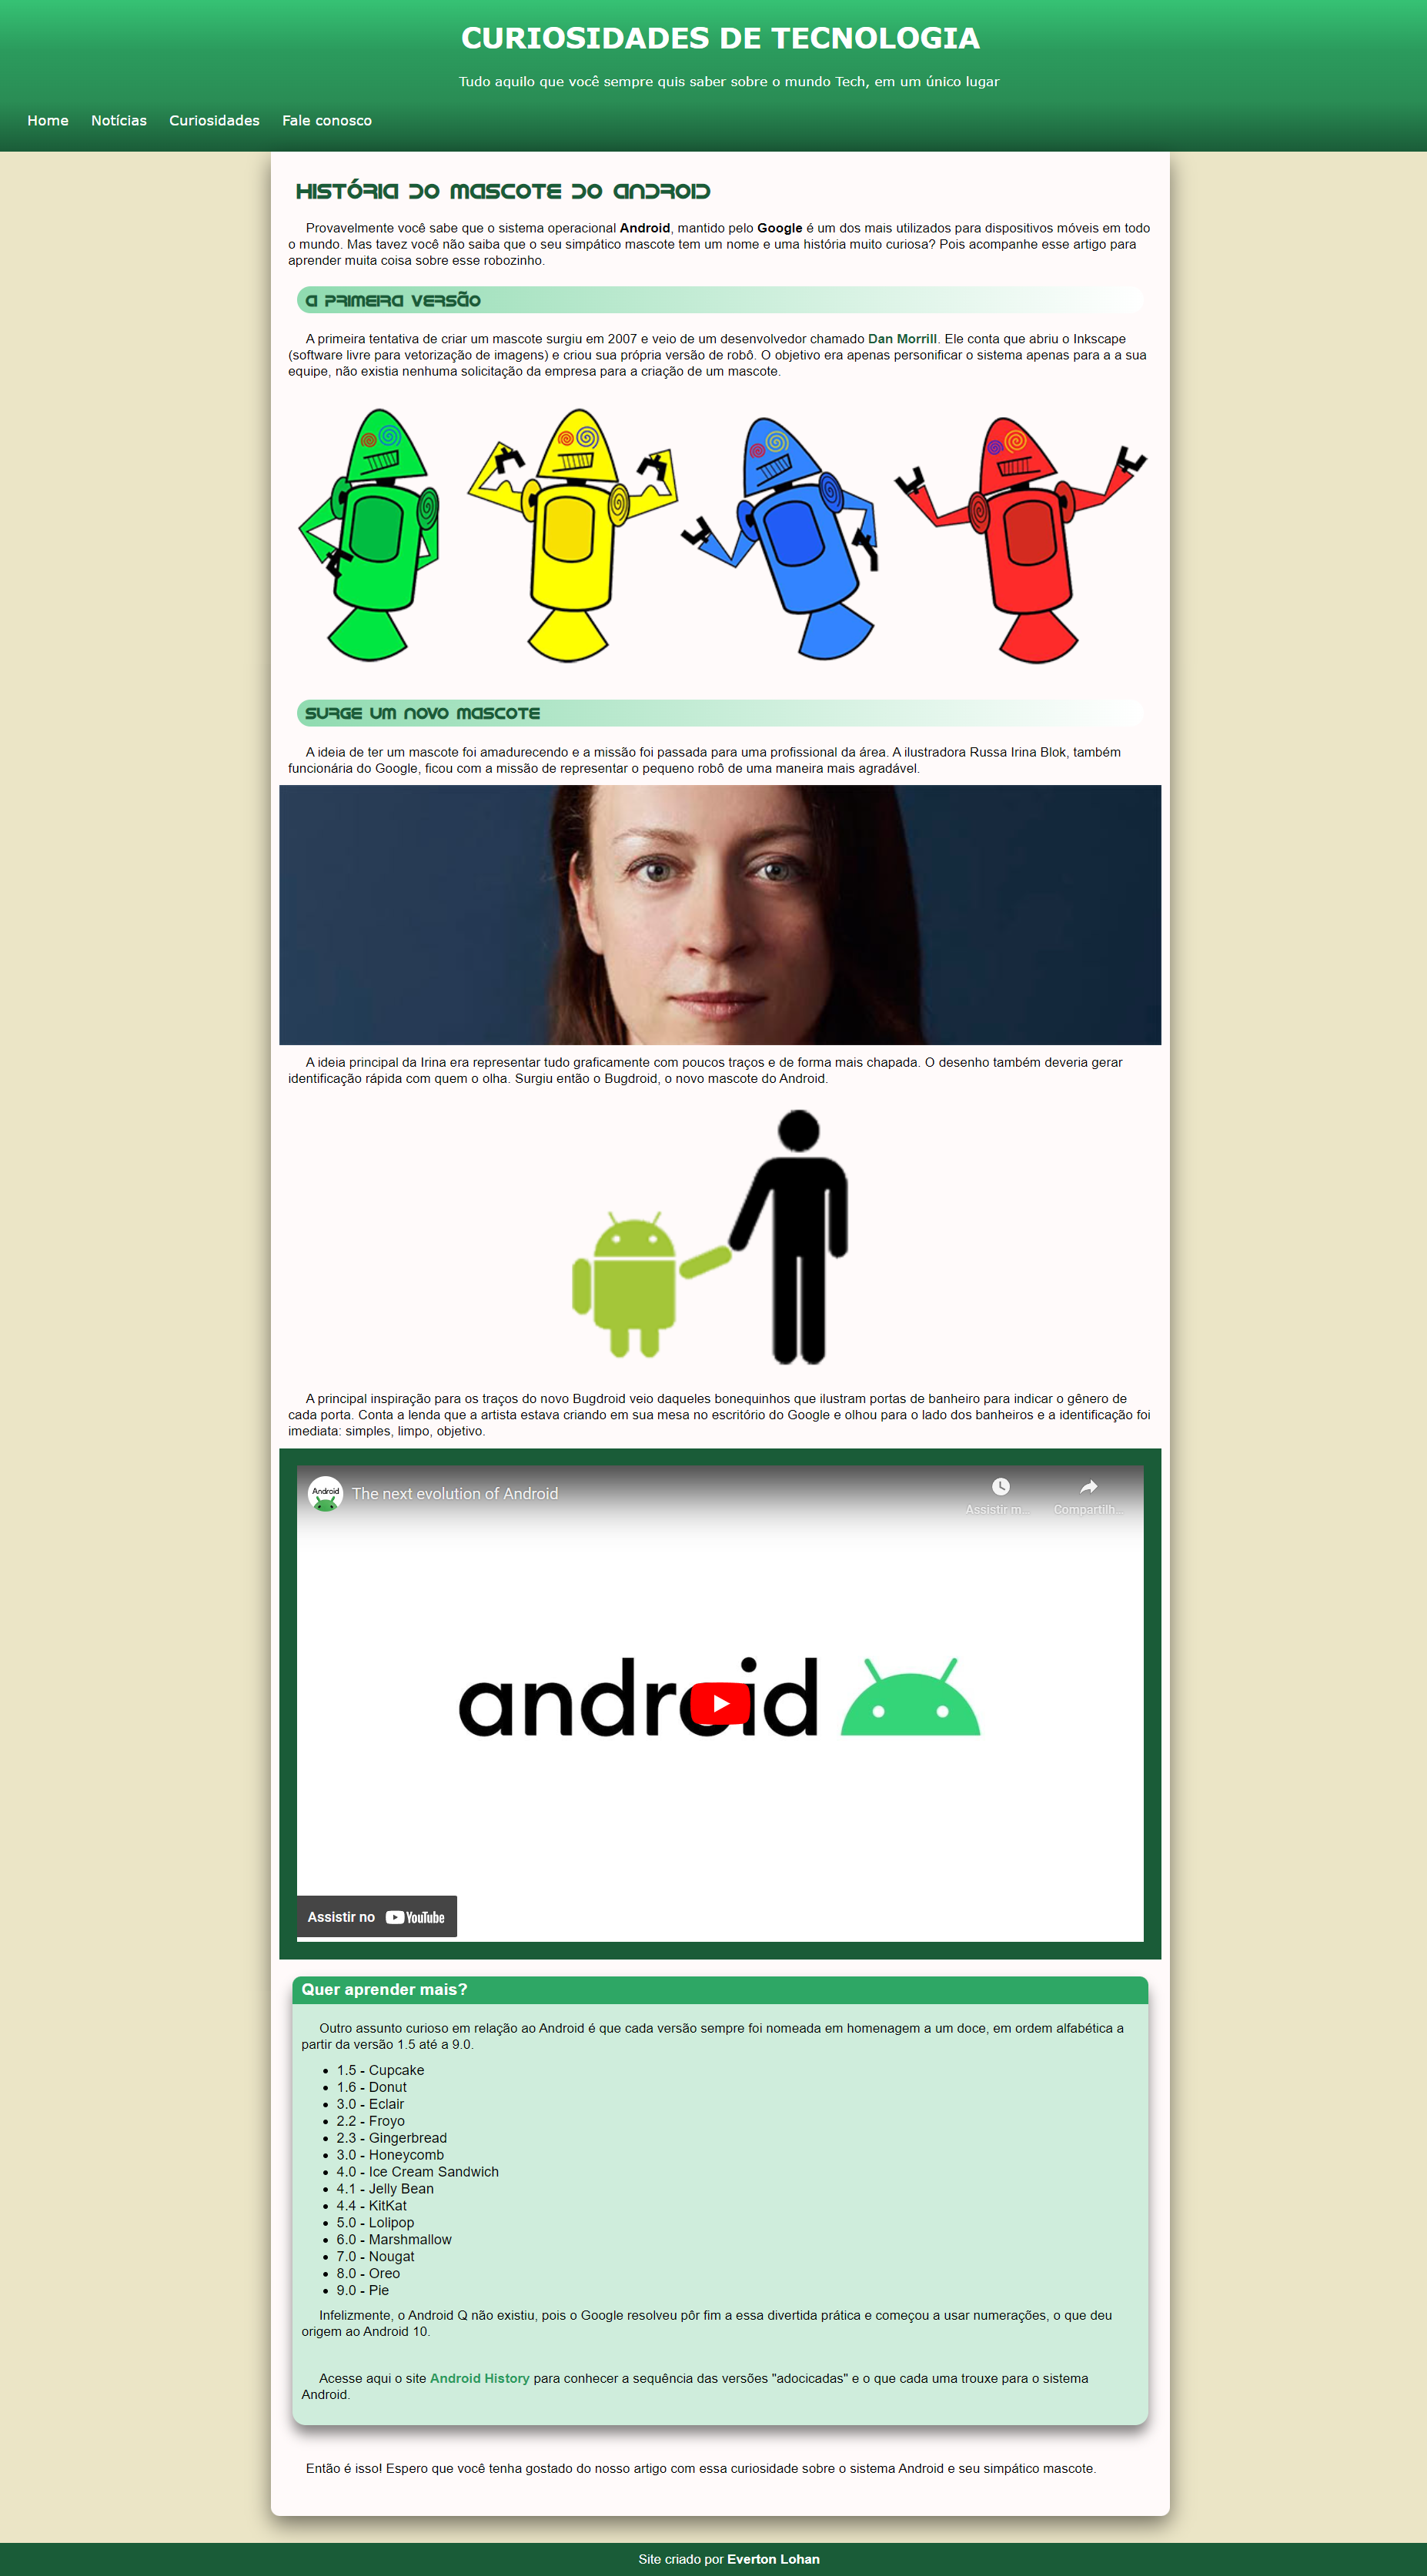 CURIOSIDADES DE TECNOLOGIA
Tudo aquilo que você sempre quis saber sobre o mundo Tech, em um único lugar
Home Notícias Curiosidades Fale conosco
HISTÓRIA DO MASCOTE DO ANDROID
Provavelmente você sabe que o sistema operacional Android, mantido pelo Google é um dos mais utilizados para dispositivos móveis em todo
o mundo. Mas tavez você não saiba que o seu simpático mascote tem um nome e uma história muito curiosa? Pois acompanhe esse artigo para
aprender muita coisa sobre esse robozinho.
A PRIMEIRA VERSÃO
A primeira tentativa de criar um mascote surgiu em 2007 e veio de um desenvolvedor chamado Dan Morrill. Ele conta que abriu o Inkscape
(software livre para vetorização de imagens) e criou sua própria versão de robô. O objetivo era apenas personificar o sistema apenas para a a sua
equipe, não existia nenhuma solicitação da empresa para a criação de um mascote.
SURGE UM NOVO MASCOTE
A ideia de ter um mascote foi amadurecendo e a missão foi passada para uma profissional da área. A ilustradora Russa Irina Blok, também
funcionária do Google, ficou com a missão de representar o pequeno robô de uma maneira mais agradável.
A ideia principal da Irina era representar tudo graficamente com poucos traços e de forma mais chapada. O desenho também deveria gerar
identificação rápida com quem o olha. Surgiu então o Bugdroid, o novo mascote do Android.
A principal inspiração para os traços do novo Bugdroid veio daqueles bonequinhos que ilustram portas de banheiro para indicar o gênero de
cada porta. Conta a lenda que a artista estava criando em sua mesa no escritório do Google e olhou para o lado dos banheiros e a identificação foi
imediata: simples, limpo, objetivo.
Android The next evolution of Android
Assistir m... Compartilh...
android
Assistir no YouTube
Quer aprender mais?
Outro assunto curioso em relação ao Android é que cada versão sempre foi nomeada em homenagem a um doce, em ordem alfabética a
partir da versão 1.5 até a 9.0.
• 1.5 - Cupcake
• 1.6 - Donut
• 3.0 - Eclair
• 2.2 - Froyo
• 2.3 - Gingerbread
• 3.0 - Honeycomb
• 4.0 - Ice Cream Sandwich
• 4.1 - Jelly Bean
• 4.4 - KitKat
• 5.0 - Lolipop
• 6.0 - Marshmallow
• 7.0 - Nougat
• 8.0 - Oreo
• 9.0 - Pie
Infelizmente, o Android Q não existiu, pois o Google resolveu pôr fim a essa divertida prática e começou a usar numerações, o que deu
origem ao Android 10.
Acesse aqui o site Android History para conhecer a sequência das versões "adocicadas" e o que cada uma trouxe para o sistema
Android.
Então é isso! Espero que você tenha gostado do nosso artigo com essa curiosidade sobre o sistema Android e seu simpático mascote.
Site criado por Everton Lohan